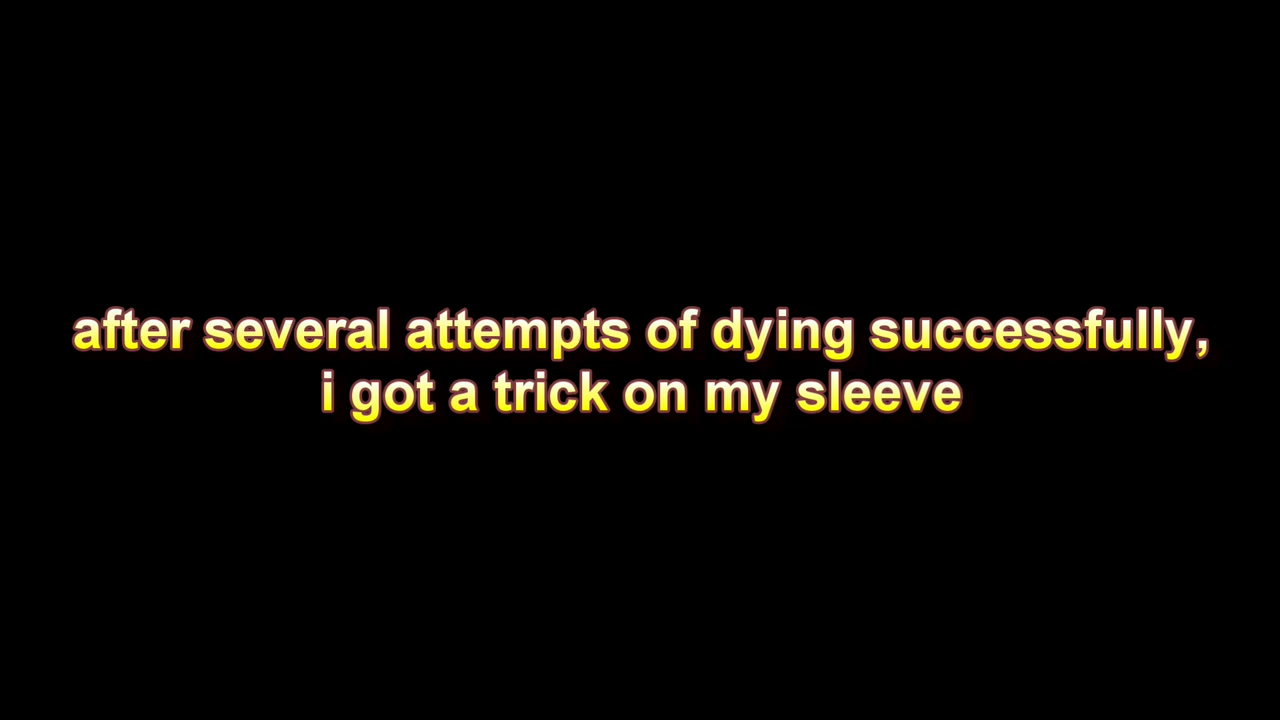 after several attempts of dying successfully,
i got a trick on my sleeve